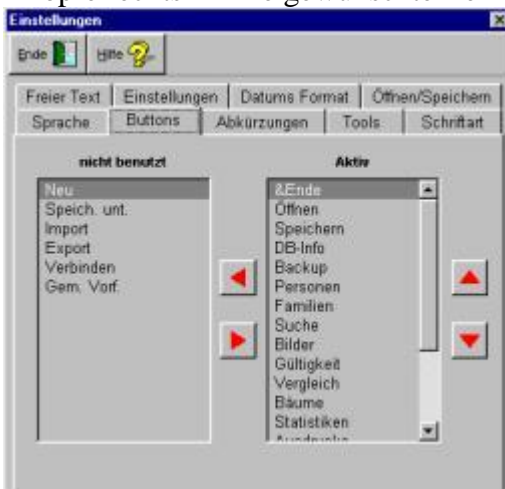 Einstellungen
Ende Hilfe
Freier Text Einstellungen Datums Format Öffnen/Speichern
Sprache Buttons Abkürzungen Tools Schriftart
nicht benutzt Aktiv
Neu &Ende
Speich. unt. Öffnen
Import Speichern
Export DB-Info
Verbinden Backup
Gem. Vorf. Personen
Familien
Suche
Bilder
Gültigkeit
Vergleich
Bäume
Statistiken